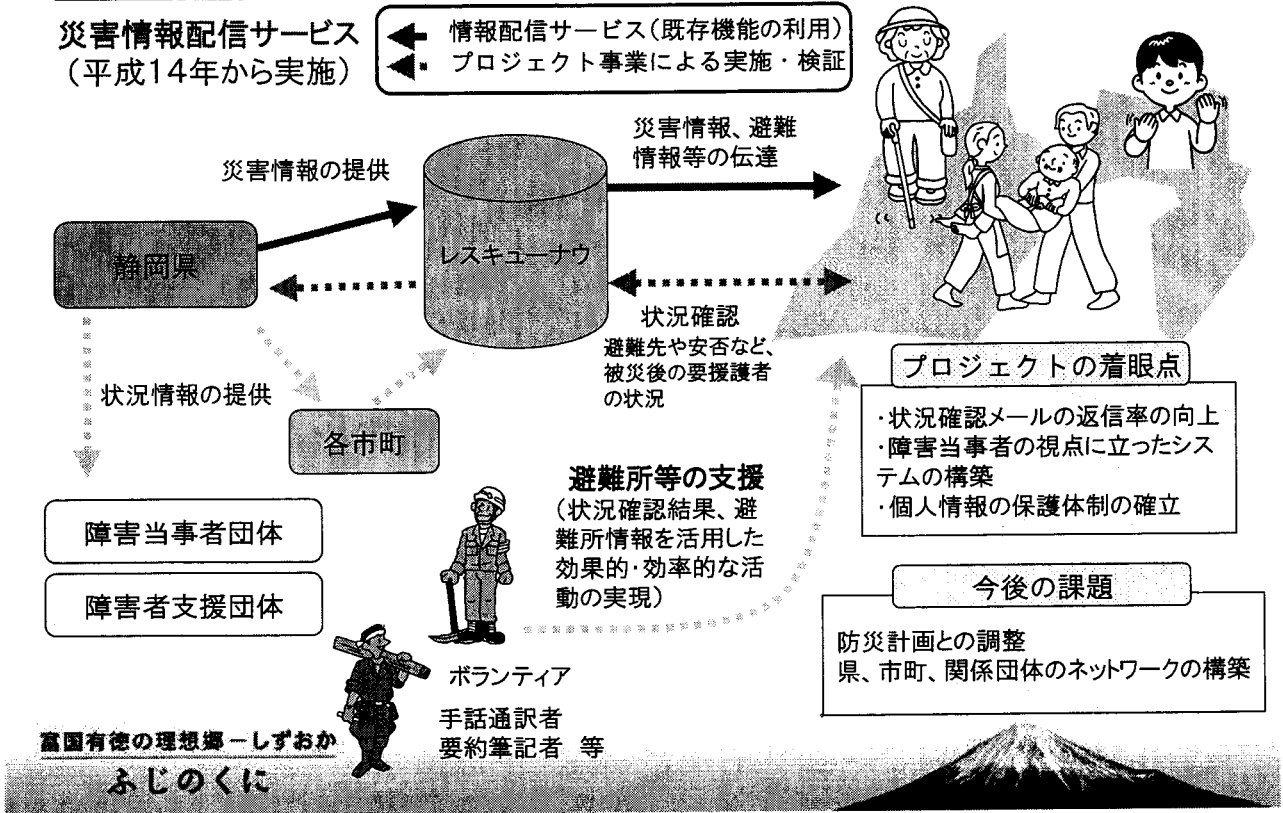 災害情報配信サービス
（平成14年から実施）
情報配信サービス（既存機能の利用）
プロジェクト事業による実施・検証
災害情報の提供
災害情報、避難
情報等の伝達
静岡県
レスキューナウ
状況確認
避難先や安否など、
被災後の要援護者
の状況
状況情報の提供
各市町
プロジェクトの着眼点
・状況確認メールの返信率の向上
・障害当事者の視点に立ったシス
テムの構築
・個人情報の保護体制の確立
避難所等の支援
（状況確認結果、避
難所情報を活用した
効果的・効率的な活
動の実現）
障害当事者団体
障害者支援団体
今後の課題
防災計画との調整
県、市町、関係団体のネットワークの構築
ボランティア
手話通訳者
要約筆記者 等
富国有徳の理想郷－しずおか
ふじのくに